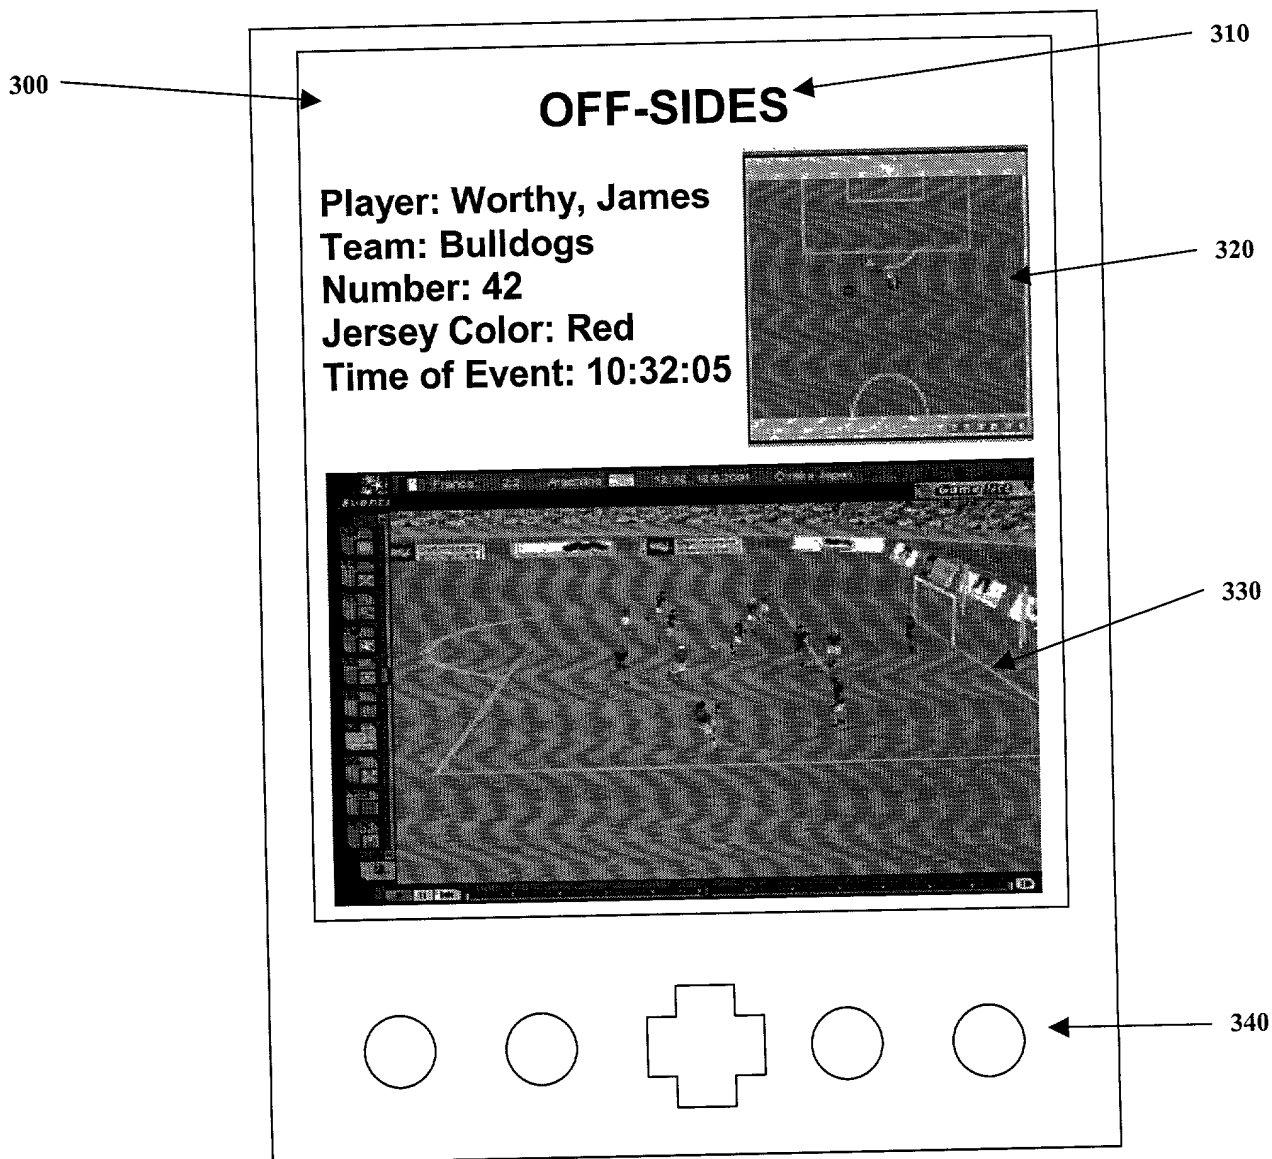 310
300
OFF-SIDES
Player: Worthy, James
Team: Bulldogs
320
Number: 42
Jersey Color: Red
Time of Event: 10:32:05
330
340